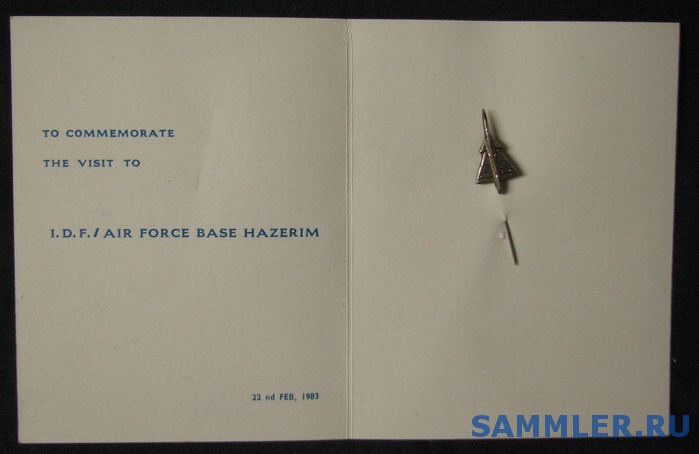 TO COMMEMORATE
THE VISIT TO
I.D.F./ AIR FORCE BASE HAZERIM
22 nd FEB, 1983
SAMMLER.RU